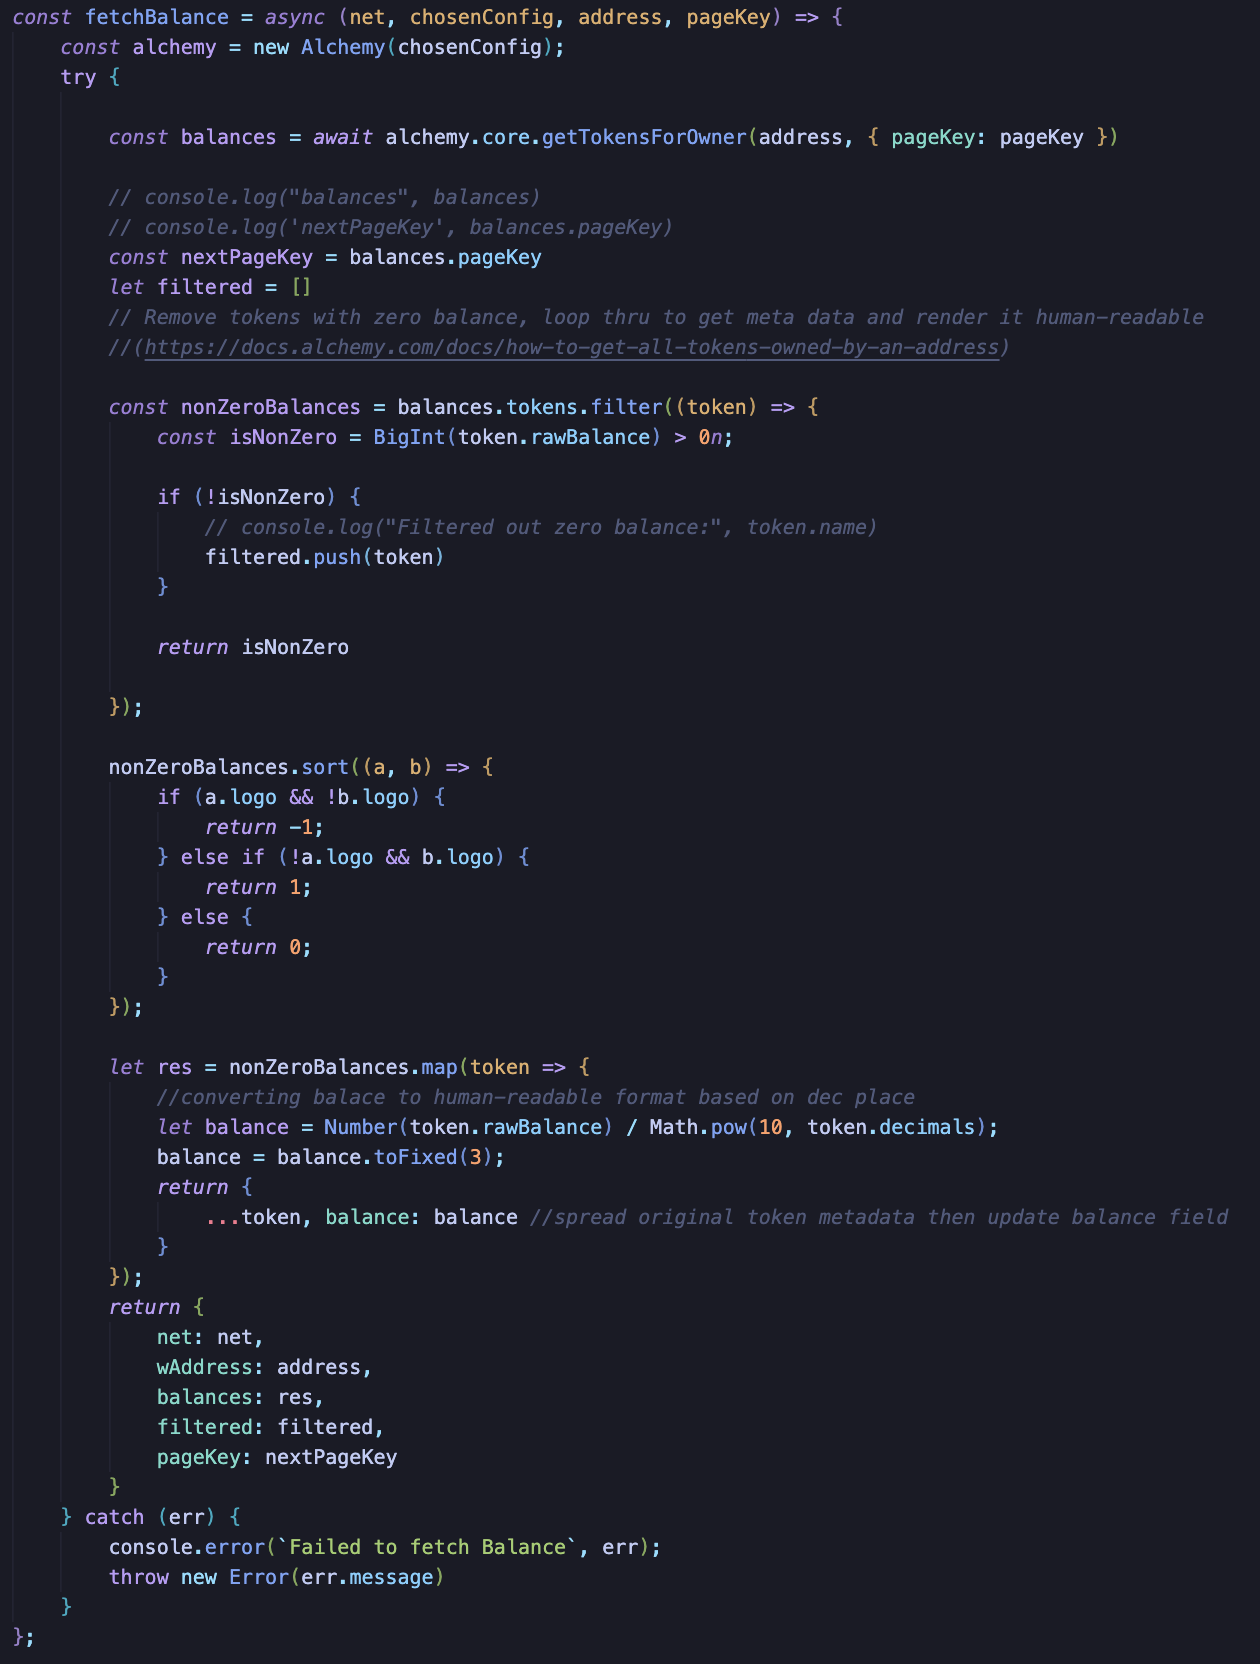 const fetchBalance = async (net, chosenConfig, address, pageKey) => {
    const alchemy = new Alchemy(chosenConfig);
    try {

        const balances = await alchemy.core.getTokensForOwner(address, { pageKey: pageKey })

        // console.log("balances", balances)
        // console.log('nextPageKey', balances.pageKey)
        const nextPageKey = balances.pageKey
        let filtered = []
        // Remove tokens with zero balance, loop thru to get meta data and render it human-readable
        //(https://docs.alchemy.com/docs/how-to-get-all-tokens-owned-by-an-address)

        const nonZeroBalances = balances.tokens.filter((token) => {
            const isNonZero = BigInt(token.rawBalance) > 0n;

            if (!isNonZero) {
                // console.log("Filtered out zero balance:", token.name)
                filtered.push(token)
            }

            return isNonZero

        });

        nonZeroBalances.sort((a, b) => {
            if (a.logo && !b.logo) {
                return -1;
            } else if (!a.logo && b.logo) {
                return 1;
            } else {
                return 0;
            }
        });

        let res = nonZeroBalances.map(token => {
            //converting balace to human-readable format based on dec place
            let balance = Number(token.rawBalance) / Math.pow(10, token.decimals);
            balance = balance.toFixed(3);
            return {
                ...token, balance: balance //spread original token metadata then update balance field
            }
        });
        return {
            net: net,
            wAddress: address,
            balances: res,
            filtered: filtered,
            pageKey: nextPageKey
        }
    } catch (err) {
        console.error(`Failed to fetch Balance`, err);
        throw new Error(err.message)
    }
};